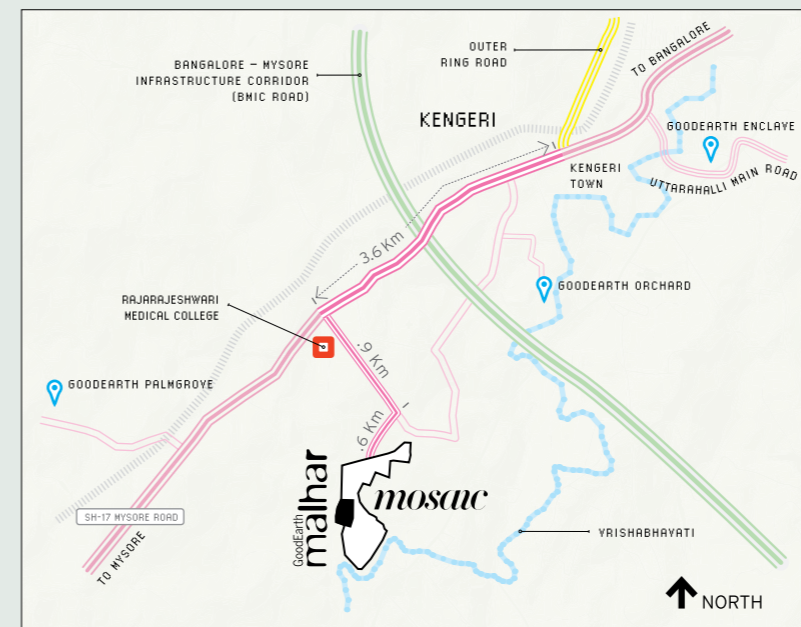 OUTER
RING ROAD
BANGALORE – MYSORE
INFRASTRUCTURE CORRIDOR
(BMIC ROAD)
TO BANGALORE
KENGERI
GOODEARTH ENCLAVE
KENGERI
TOWN
UTTARAHALLI MAIN ROAD
3.6 Km
GOODEARTH ORCHARD
RAJARAJESHWARI
MEDICAL COLLEGE
.9 Km
GOODEARTH PALMGROVE
.6 Km
GoodEarth
malhar
mosaic
SH-17 MYSORE ROAD
VRISHABHAVATI
TO MYSORE
NORTH